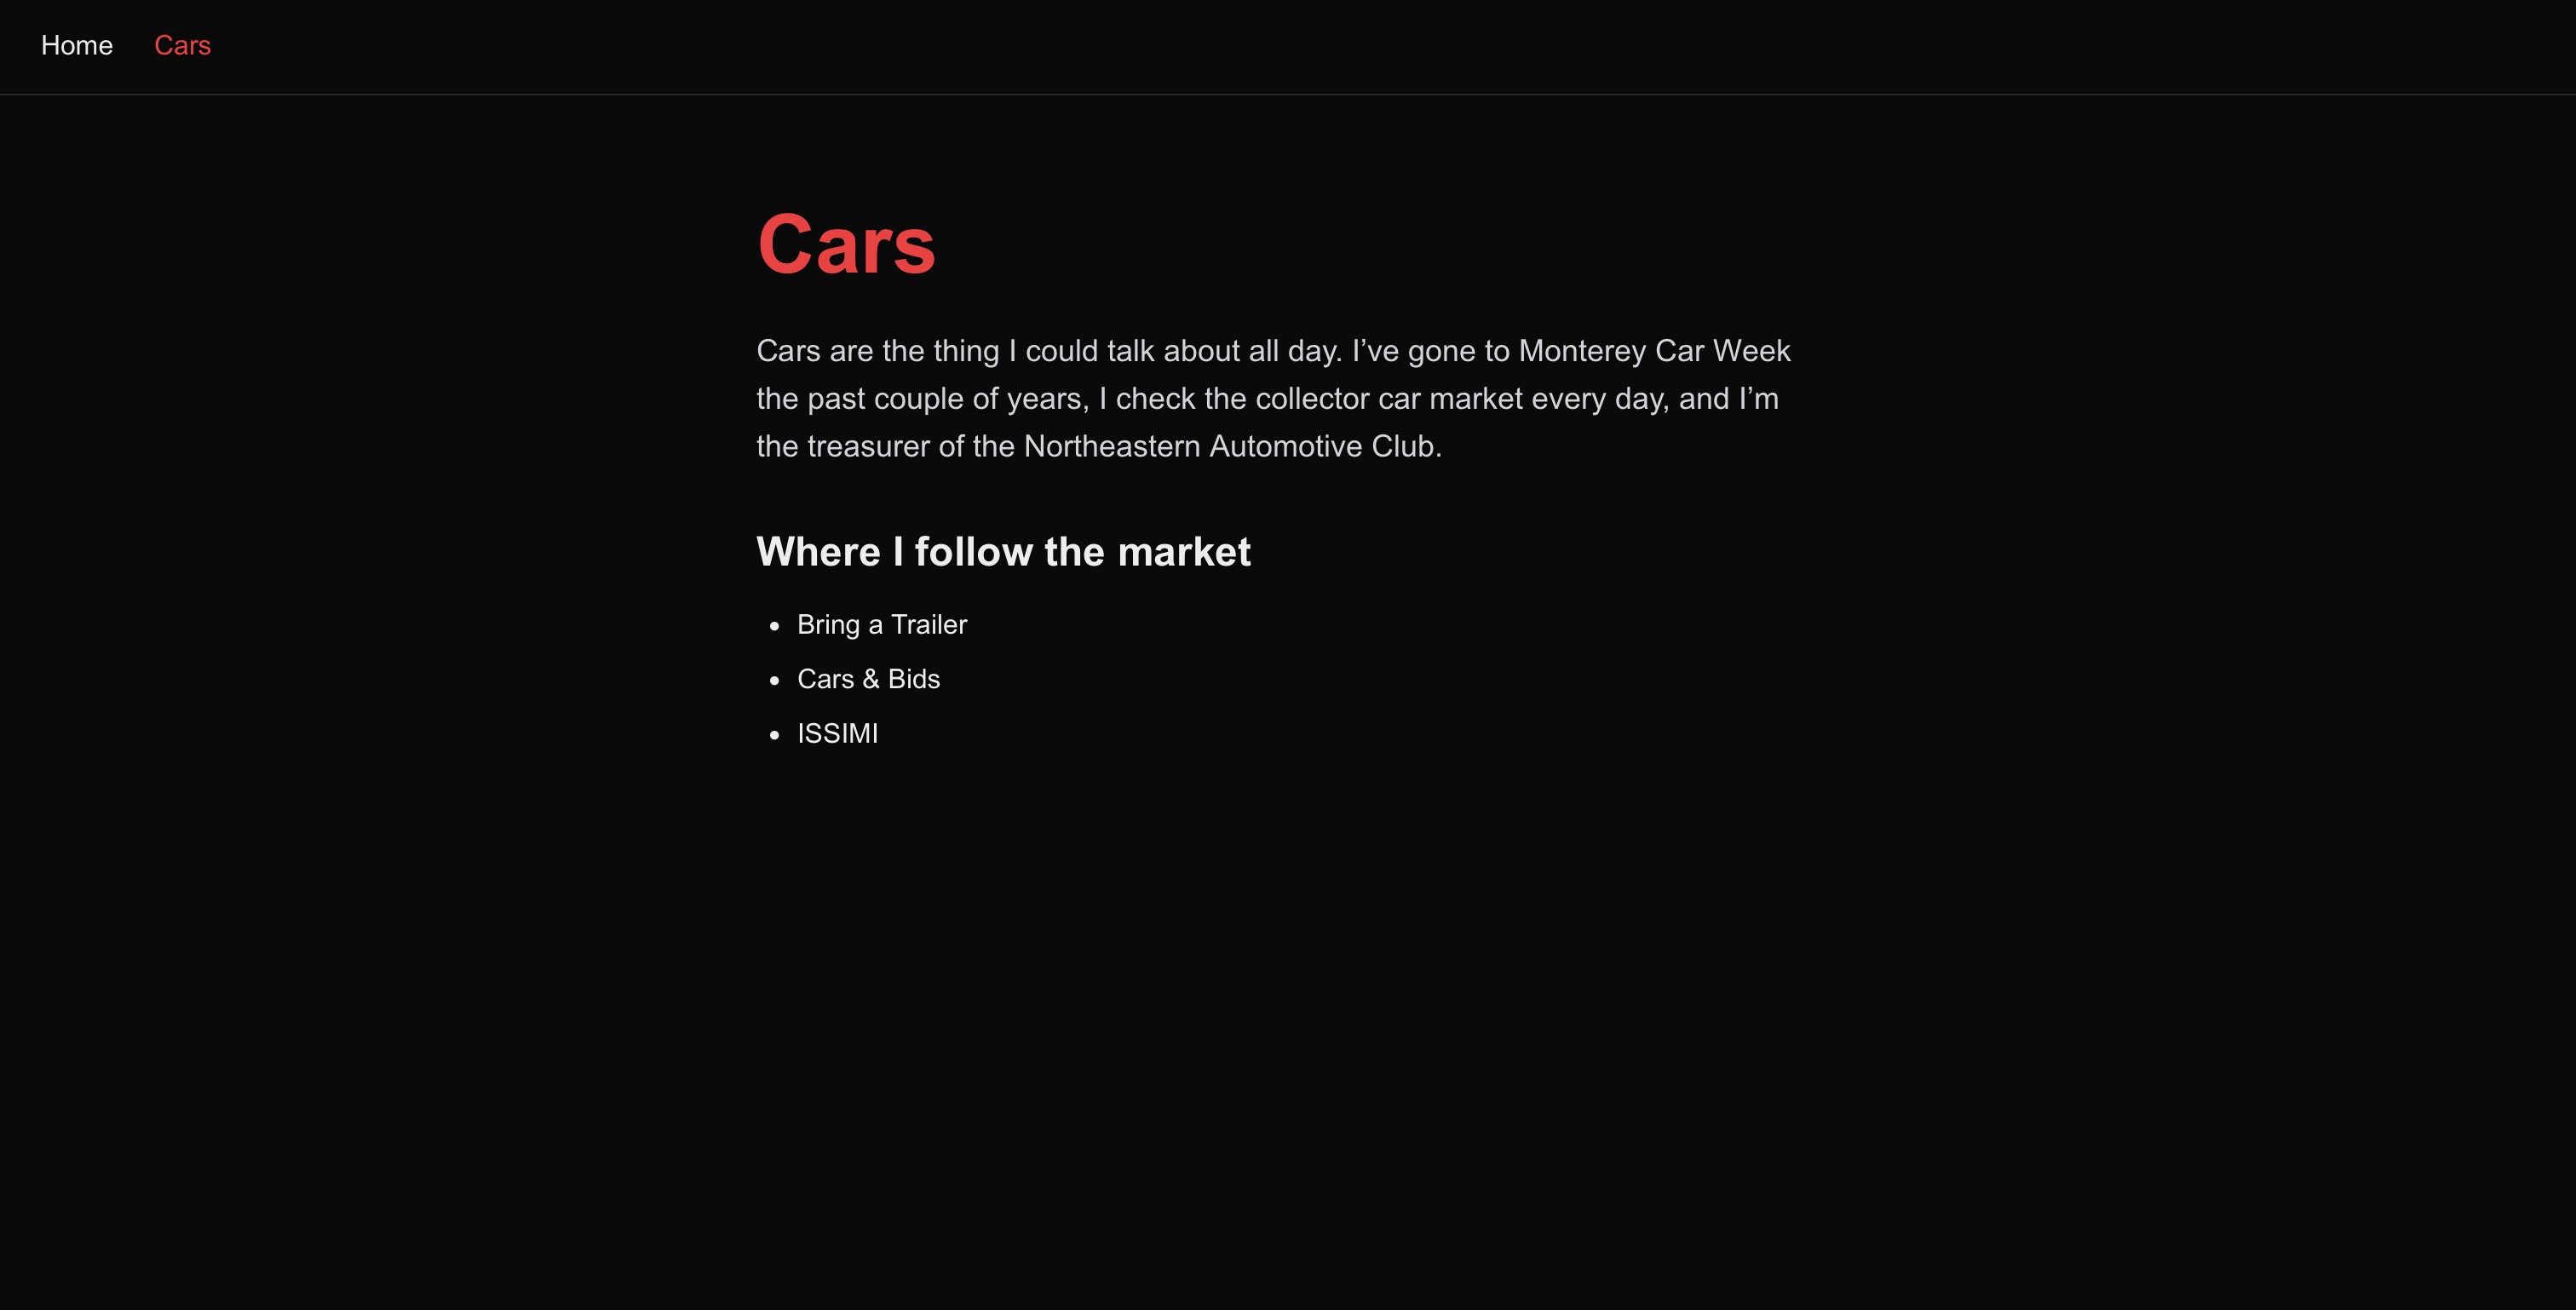 Home Cars
Cars
Cars are the thing I could talk about all day. I’ve gone to Monterey Car Week
the past couple of years, I check the collector car market every day, and I’m
the treasurer of the Northeastern Automotive Club.
Where I follow the market
• Bring a Trailer
• Cars & Bids
• ISSIMI